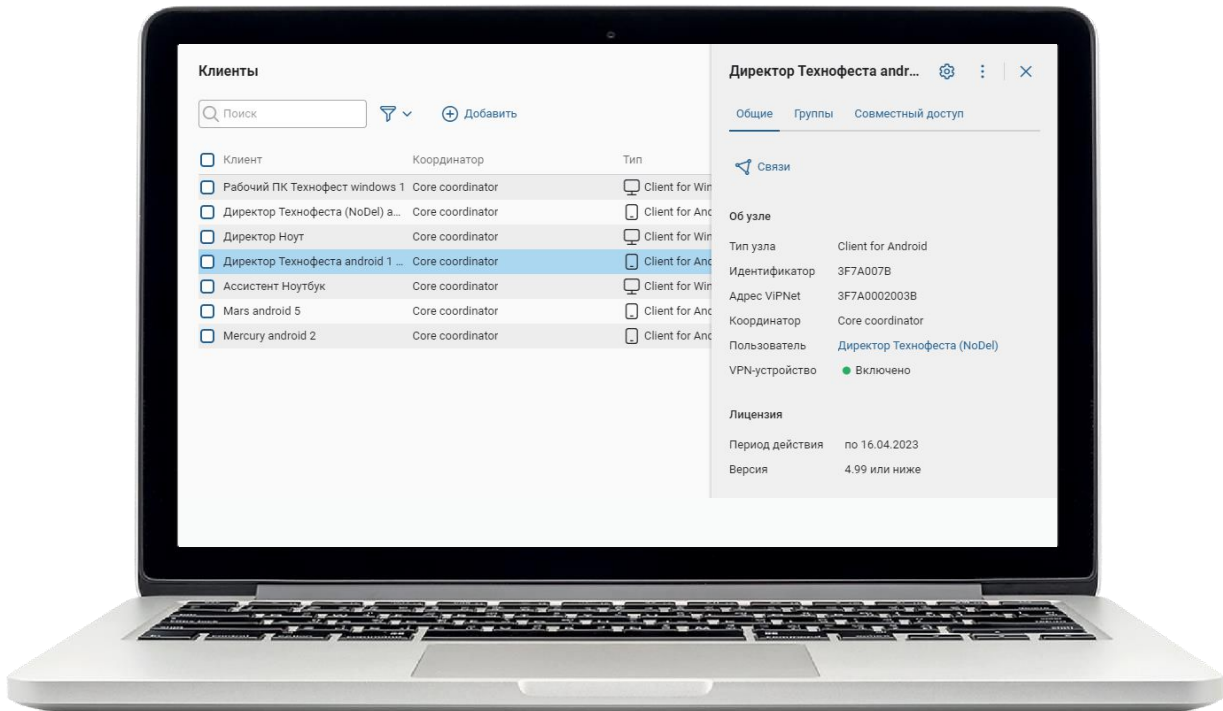 Клиенты
Поиск
Добавить
Клиент Координатор Тип
Рабочий ПК Технофест windows 1 Core coordinator Client for Win
Директор Технофеста (NoDel) a... Core coordinator Client for And
Директор Ноут Core coordinator Client for Win
Директор Технофеста android 1 ... Core coordinator Client for And
Ассистент Ноутбук Core coordinator Client for Win
Mars android 5 Core coordinator Client for And
Mercury android 2 Core coordinator Client for And
Директор Технофеста andr...
Общие Группы Совместный доступ
Связи
Об узле
Тип узла Client for Android
Идентификатор 3F7A007B
Адрес ViPNet 3F7A0002003B
Координатор Core coordinator
Пользователь Директор Технофеста (NoDel)
VPN-устройство Включено
Лицензия
Период действия по 16.04.2023
Версия 4.99 или ниже